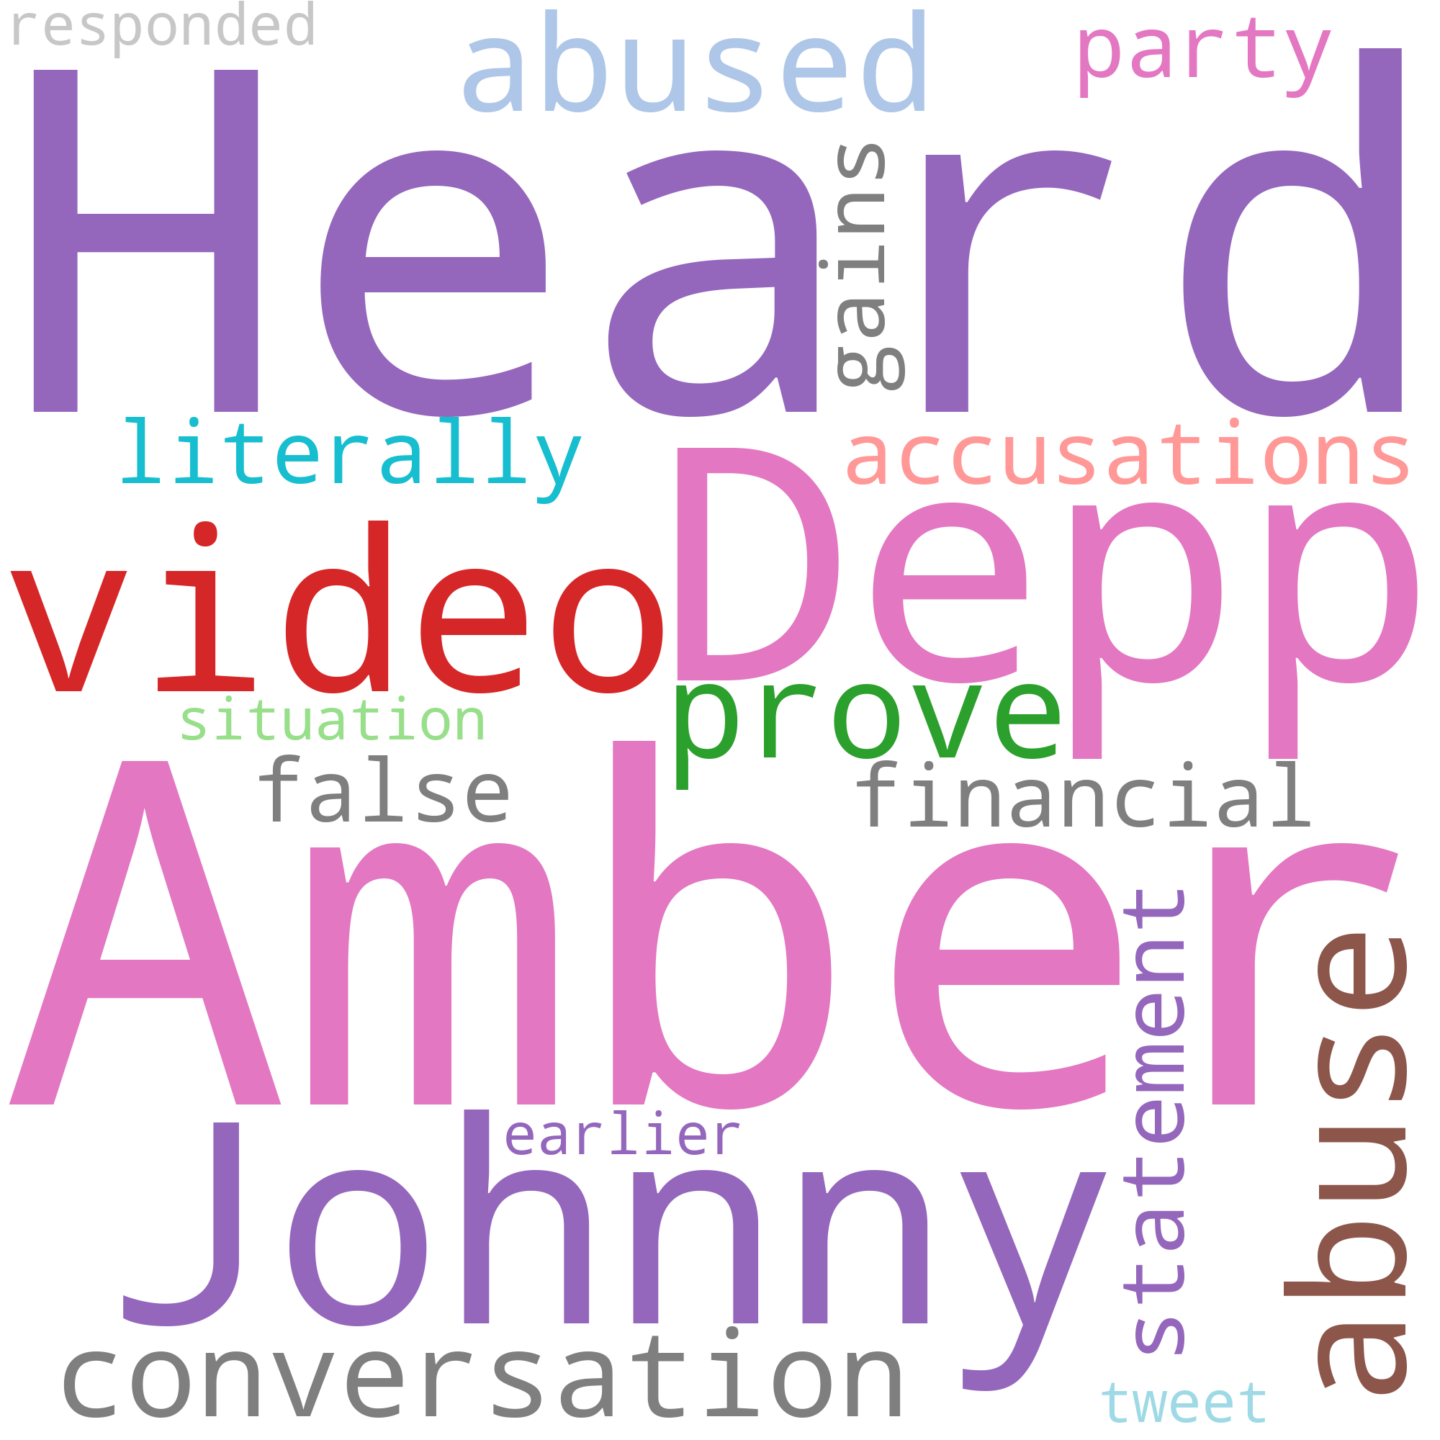 responded
abused
party
Heard
gains
literally
accusations
Depp
video
prove
situation
false
financial
Amber
statement
abuse
Johnny
earlier
conversation
tweet